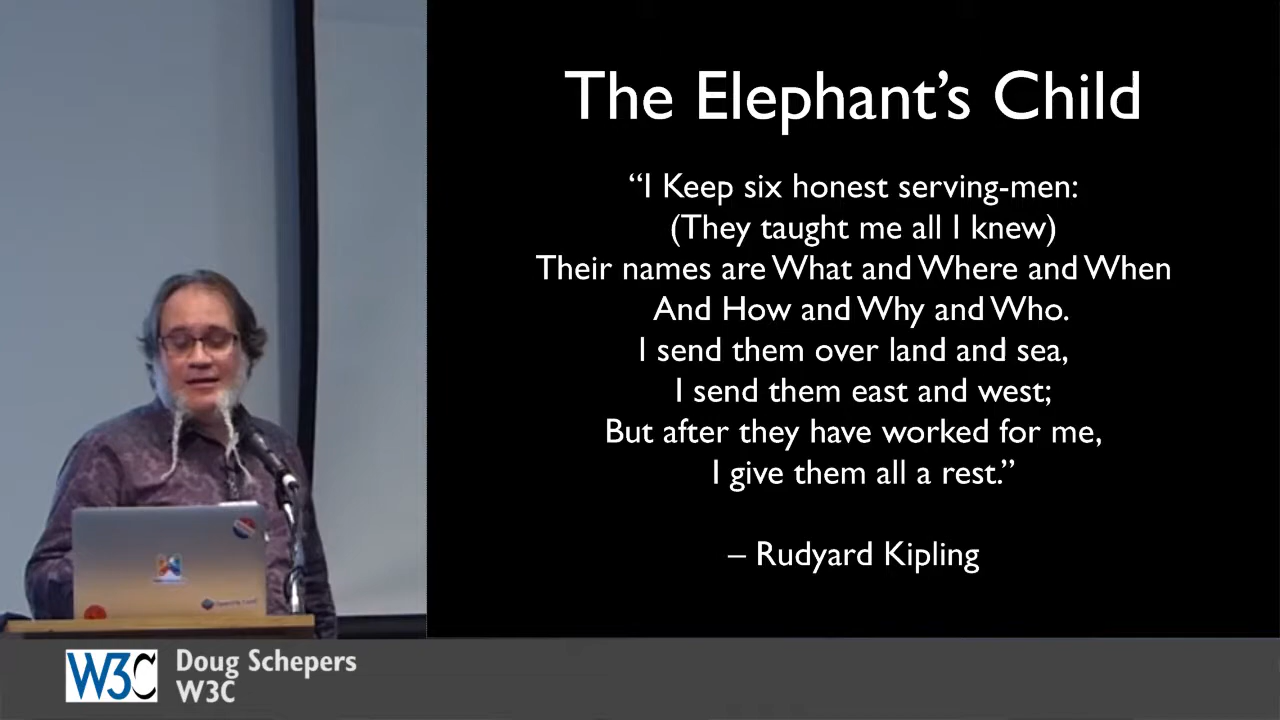 The Elephant's Child
“I Keep six honest serving-men:
(They taught me all I knew)
Their names are What and Where and When
And How and Why and Who.
I send them over land and sea,
I send them east and west;
But after they have worked for me,
I give them all a rest.”
– Rudyard Kipling
W3C
Doug Schepers
W3C